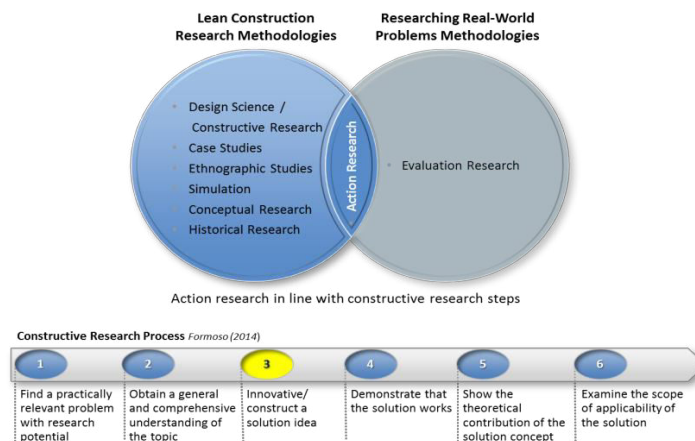 Lean Construction
Research Methodologies
Researching Real-World
Problems Methodologies
Design Science /
Constructive Research
Case Studies
Ethnographic Studies
Simulation
Conceptual Research
Historical Research
Action Research
Evaluation Research
Action research in line with constructive research steps
Constructive Research Process Formoso (2014)
1
2
3
4
5
6
Find a practically
relevant problem
with research
potential
Obtain a general
and comprehensive
understanding of
the topic
Innovative/
construct a
solution idea
Demonstrate that
the solution works
Show the
theoretical
contribution of the
solution concept
Examine the scope
of applicability of
the solution